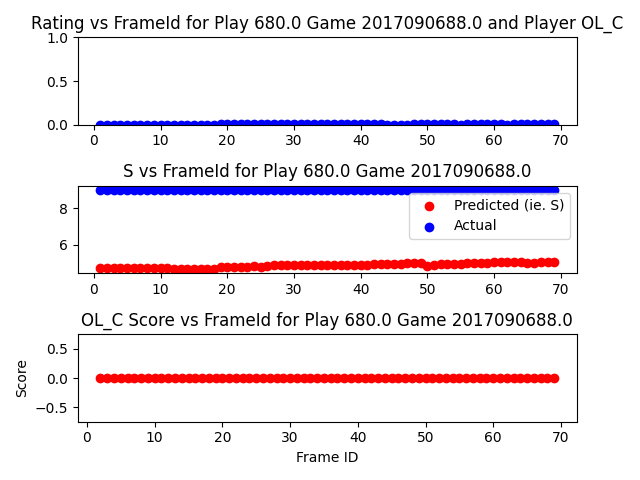 Rating vs FrameId for Play 680.0 Game 2017090688.0 and Player OL_C
1.0
0.5
0.0
0 10 20 30 40 50 60 70
S vs FrameId for Play 680.0 Game 2017090688.0
8
6
Predicted (ie. S)
Actual
0 10 20 30 40 50 60 70
OL_C Score vs FrameId for Play 680.0 Game 2017090688.0
Score
0.5
0.0
−0.5
0 10 20 30 40 50 60 70
Frame ID